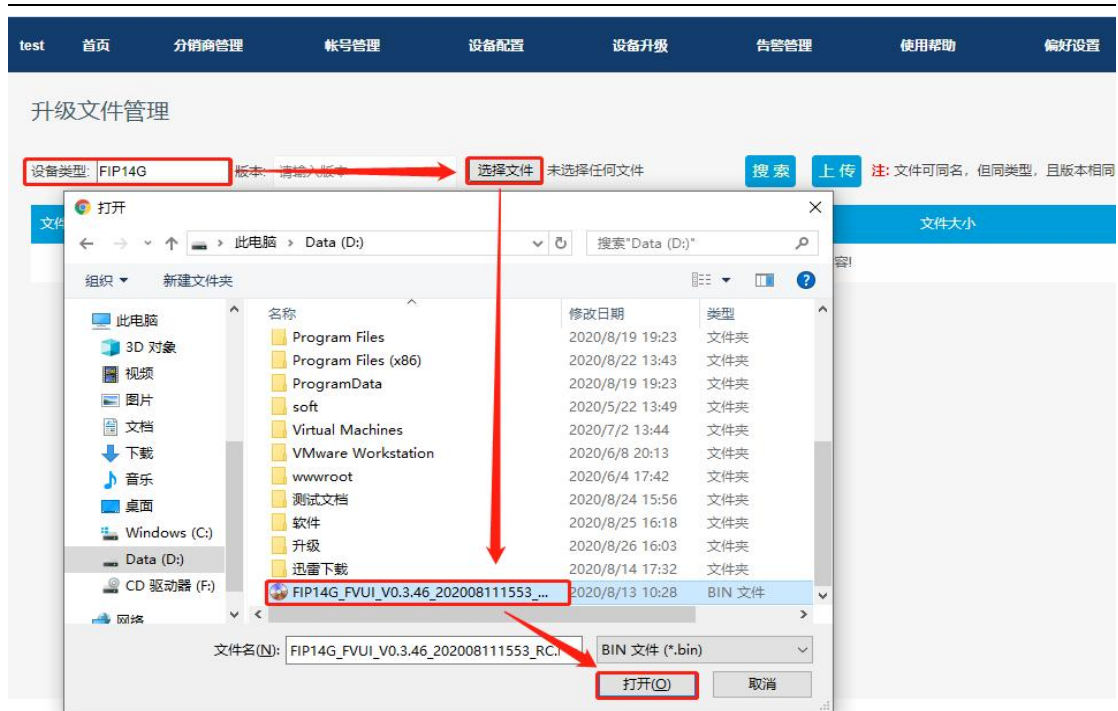 test 首页 分销商管理 帐号管理 设备配置 设备升级 告警管理 使用帮助 偏好设置
升级文件管理
设备类型: FIP14G 版本: 请输入版本 选择文件 未选择任何文件 搜索 上传 注: 文件可同名，但同类型，且版本相同
文件 文件大小
容!
打开
此电脑 › Data (D:) 搜索"Data (D:)"
组织 新建文件夹
名称 修改日期 类型
此电脑
3D 对象
视频
图片
文档
下载
音乐
桌面
Windows (C:)
Data (D:)
CD 驱动器 (F:)
网络
Program Files 2020/8/19 19:23 文件夹
Program Files (x86) 2020/8/22 13:43 文件夹
ProgramData 2020/8/19 19:23 文件夹
soft 2020/5/22 13:49 文件夹
Virtual Machines 2020/7/2 13:44 文件夹
VMware Workstation 2020/6/8 20:13 文件夹
wwwroot 2020/6/4 17:42 文件夹
测试文档 2020/8/24 15:56 文件夹
软件 2020/8/25 16:18 文件夹
升级 2020/8/26 16:03 文件夹
迅雷下载 2020/8/14 17:32 文件夹
FIP14G_FVUI_V0.3.46_202008111553_... 2020/8/13 10:28 BIN 文件
文件名(N): FIP14G_FVUI_V0.3.46_202008111553_RC. BIN 文件 (*.bin)
打开(O) 取消